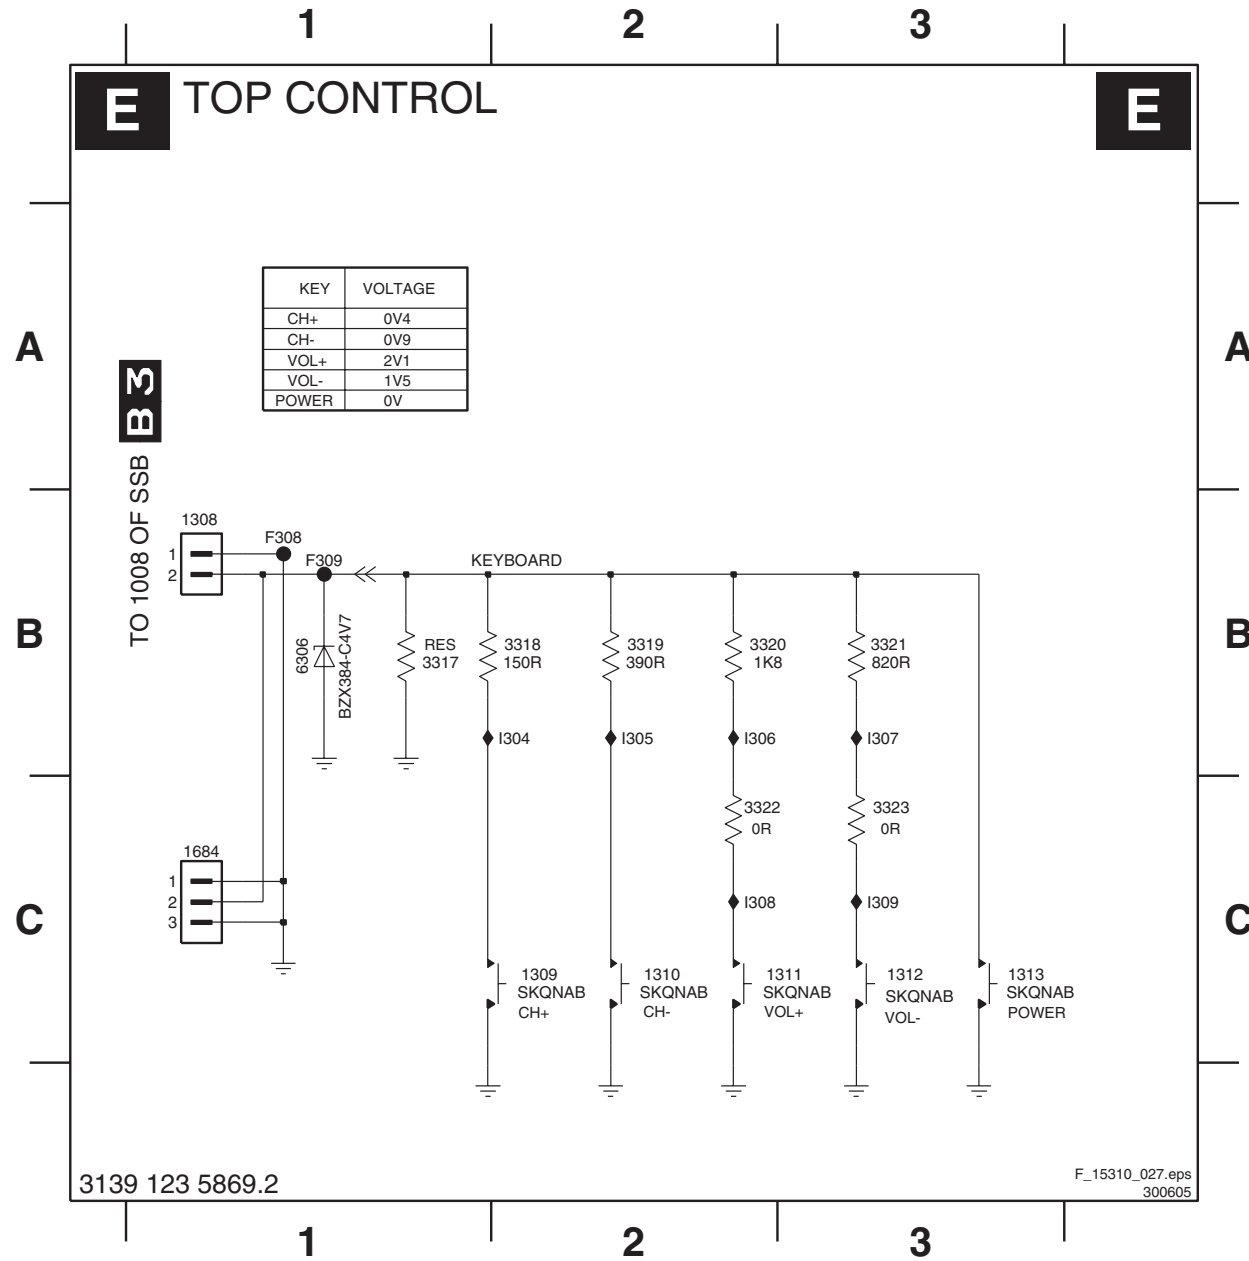 1 2 3
E TOP CONTROL E
KEY VOLTAGE
CH+ 0V4
CH- 0V9
VOL+ 2V1
VOL- 1V5
POWER 0V
A A
B 3
TO 1008 OF SSB
1308
F308
1
F309
KEYBOARD
2
B B
6306
BZX384-C4V7
RES
3317
3318
150R
3319
390R
3320
1K8
3321
820R
I304 I305 I306 I307
3322
0R
3323
0R
1684
1
2
3
C C
I308 I309
1309
SKQNAB
CH+
1310
SKQNAB
CH-
1311
SKQNAB
VOL+
1312
SKQNAB
VOL-
1313
SKQNAB
POWER
3139 123 5869.2
F_15310_027.eps
300605
1 2 3